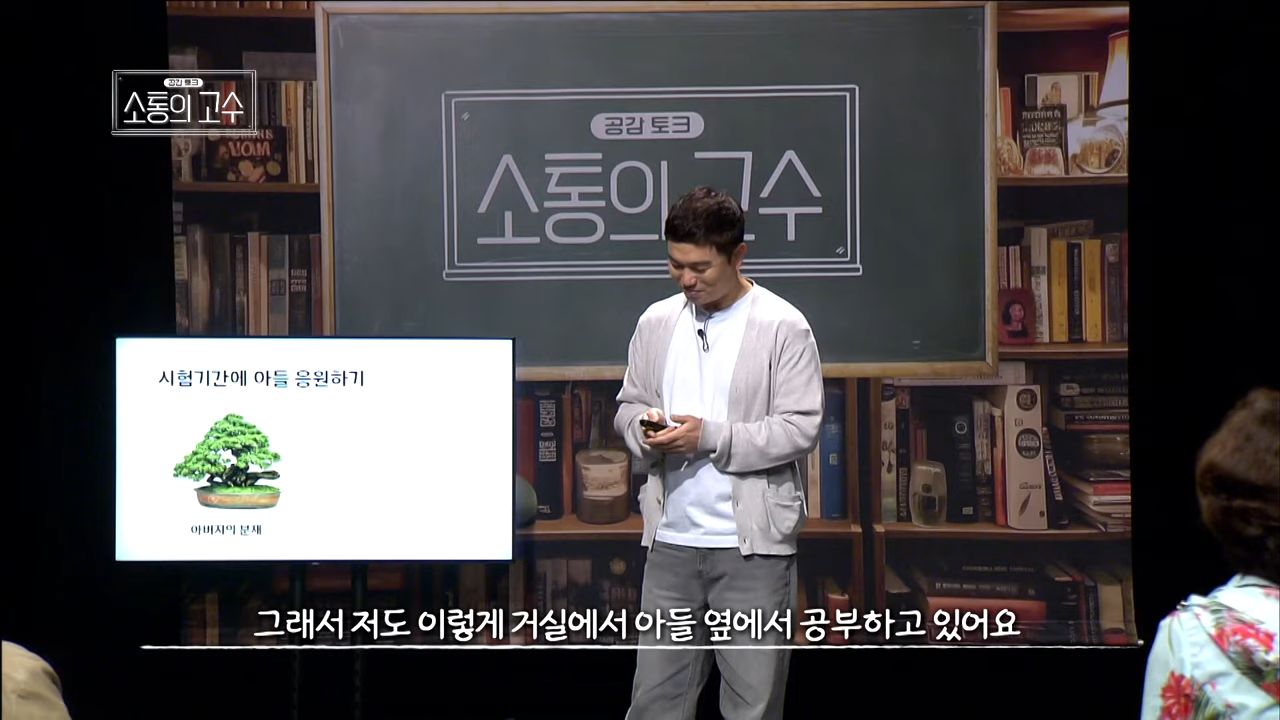 공감 토크
소통의 고수
공감 토크
소통의 고수
시험기간에 아들 응원하기
아버지의 분재
그래서 저도 이렇게 거실에서 아들 옆에서 공부하고 있어요